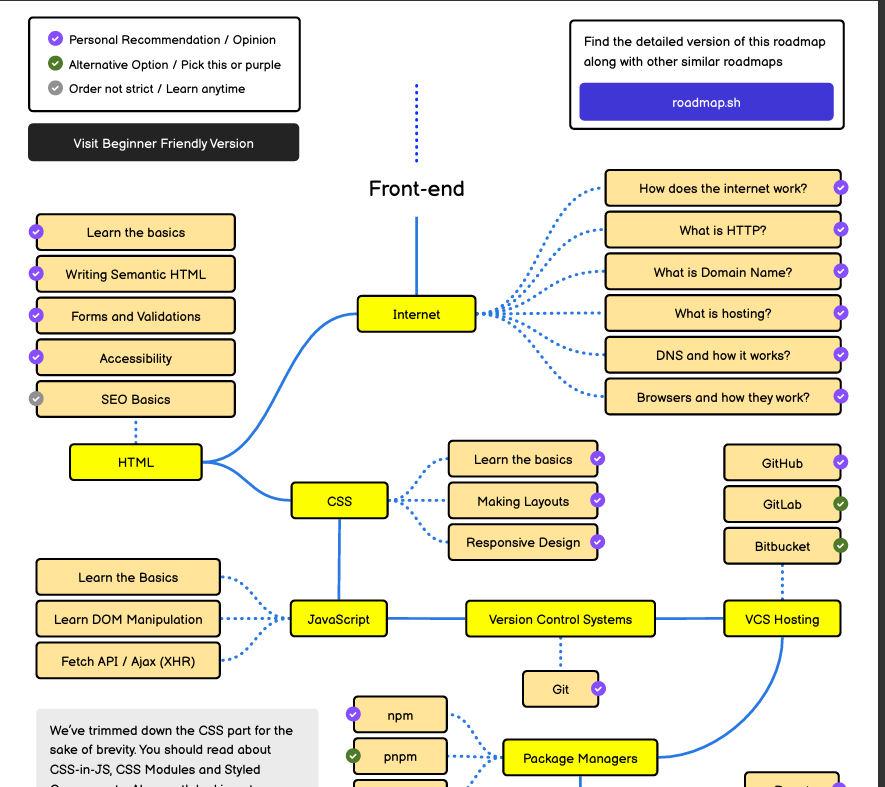 Personal Recommendation / Opinion
Alternative Option / Pick this or purple
Order not strict / Learn anytime
Find the detailed version of this roadmap
along with other similar roadmaps
roadmap.sh
Visit Beginner Friendly Version
Front-end
How does the internet work?
What is HTTP?
What is Domain Name?
What is hosting?
DNS and how it works?
Browsers and how they work?
Internet
Learn the basics
Writing Semantic HTML
Forms and Validations
Accessibility
SEO Basics
HTML
CSS
Learn the basics
Making Layouts
Responsive Design
GitHub
GitLab
Bitbucket
Learn the Basics
Learn DOM Manipulation
Fetch API / Ajax (XHR)
JavaScript
Version Control Systems
VCS Hosting
Git
npm
pnpm
Package Managers
We've trimmed down the CSS part for the
sake of brevity. You should read about
CSS-in-JS, CSS Modules and Styled